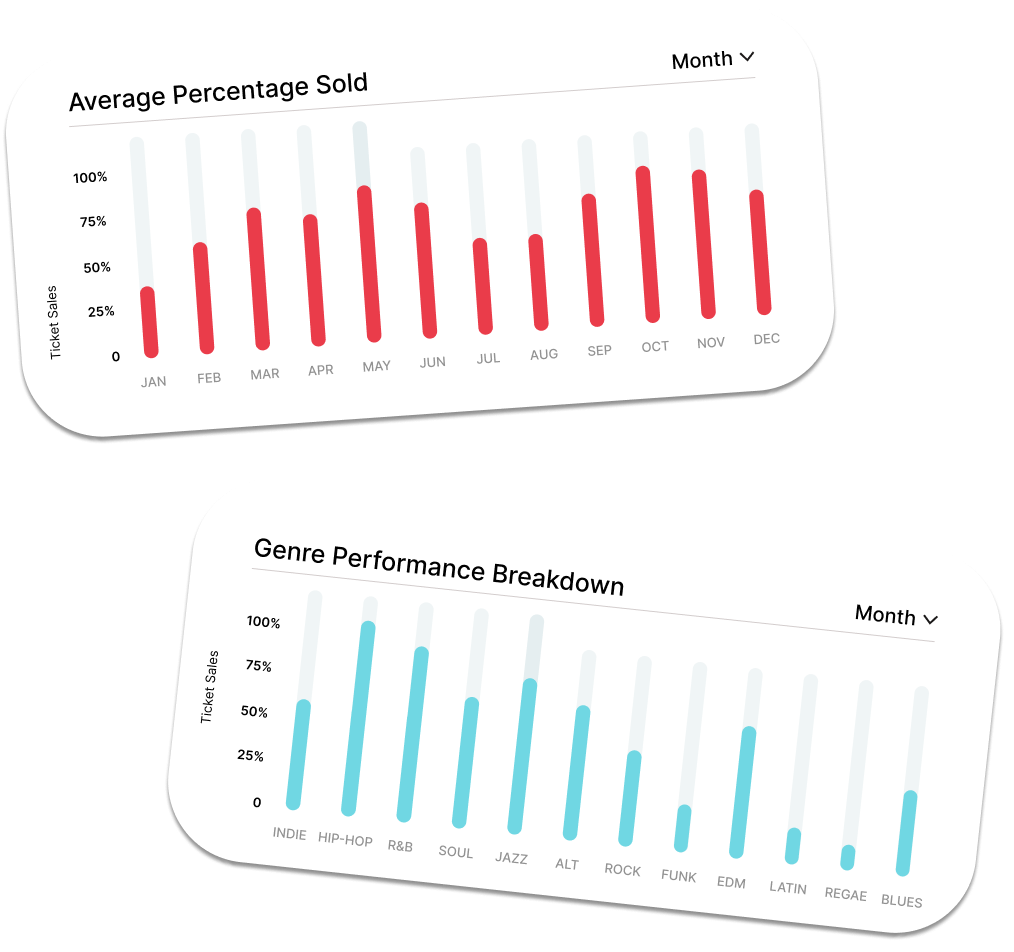 Average Percentage Sold
Month
100%
75%
50%
25%
0
Ticket Sales
JAN FEB MAR APR MAY JUN JUL AUG SEP OCT NOV DEC
Genre Performance Breakdown
Month
100%
75%
50%
25%
0
Ticket Sales
INDIE HIP-HOP R&B SOUL JAZZ ALT ROCK FUNK EDM LATIN REGAE BLUES